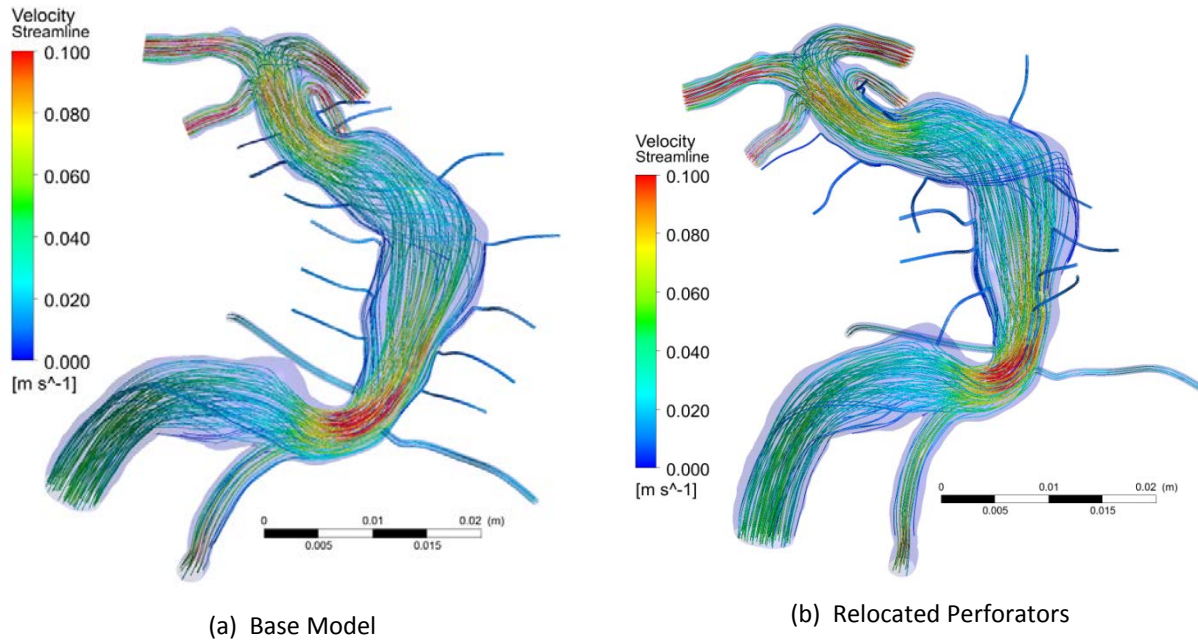 Velocity
Streamline
0.100
0.080
0.060
0.040
0.020
0.000
[m s^-1]
0 0.01 0.02 (m)
0.005 0.015
(a) Base Model
Velocity
Streamline
0.100
0.080
0.060
0.040
0.020
0.000
[m s^-1]
0 0.01 0.02 (m)
0.005 0.015
(b) Relocated Perforators